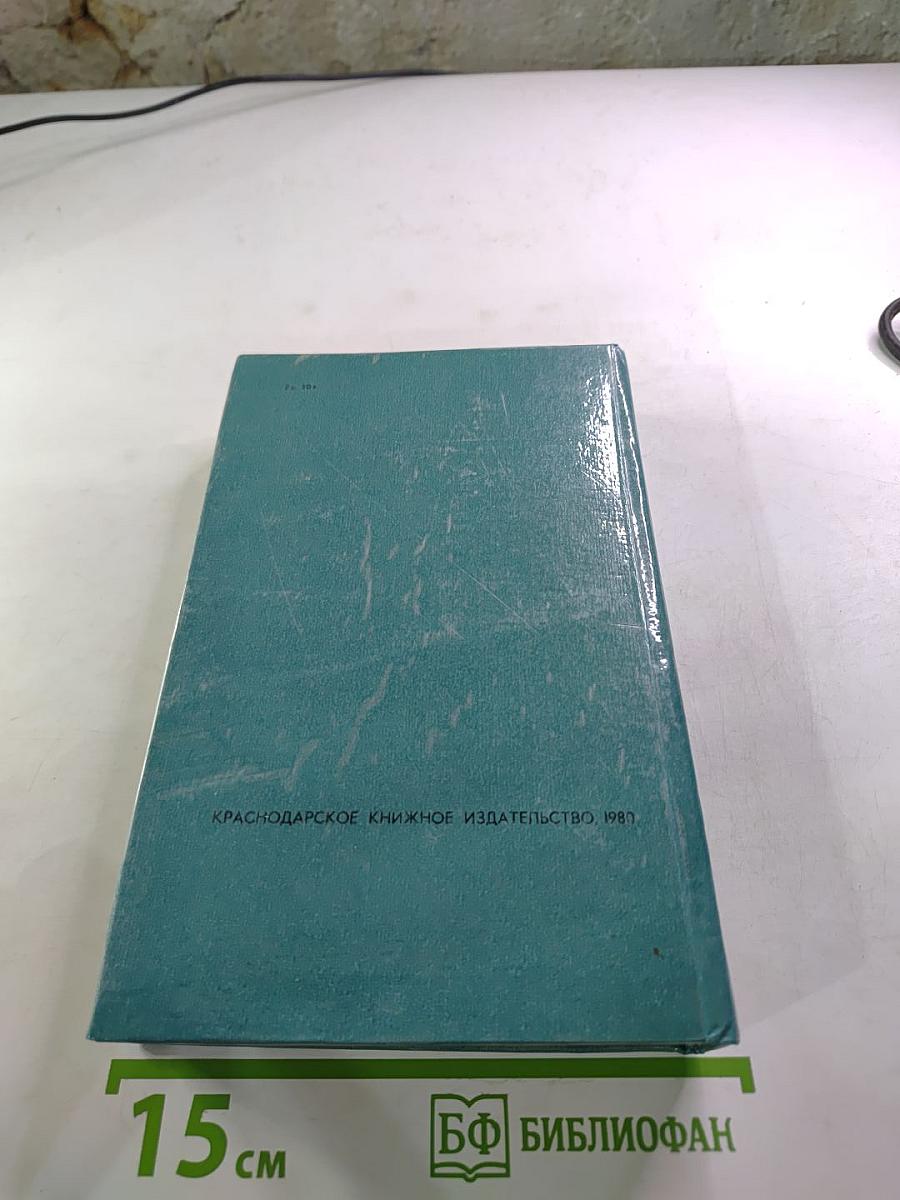 КРАСНОДАРСКОЕ КНИЖНОЕ ИЗДАТЕЛЬСТВО, 1980
15 см
БФ БИБЛИОФАН